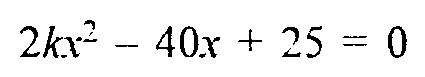 2kx² − 40x + 25 = 0